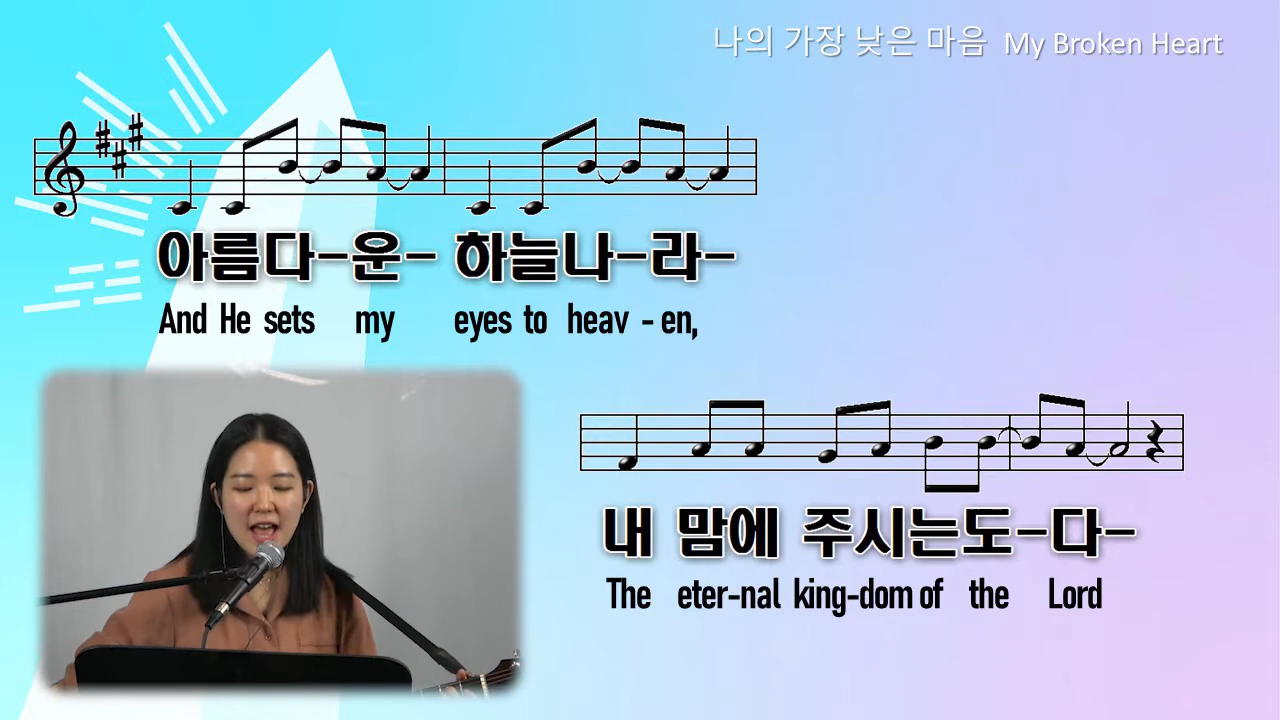 나의 가장 낮은 마음 My Broken Heart
아름다-운- 하늘나-라-
And He sets my eyes to heav - en,
내 맘에 주시는도-다-
The eter-nal king-dom of the Lord